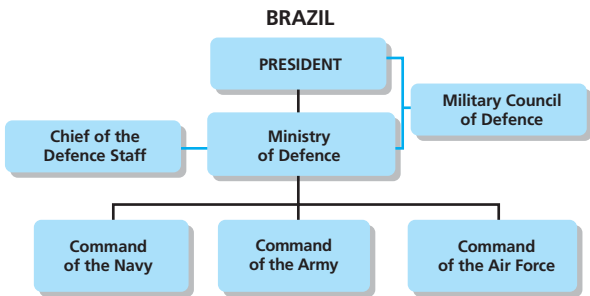 BRAZIL
PRESIDENT
Military Council
of Defence
Chief of the
Defence Staff
Ministry
of Defence
Command
of the Navy
Command
of the Army
Command
of the Air Force